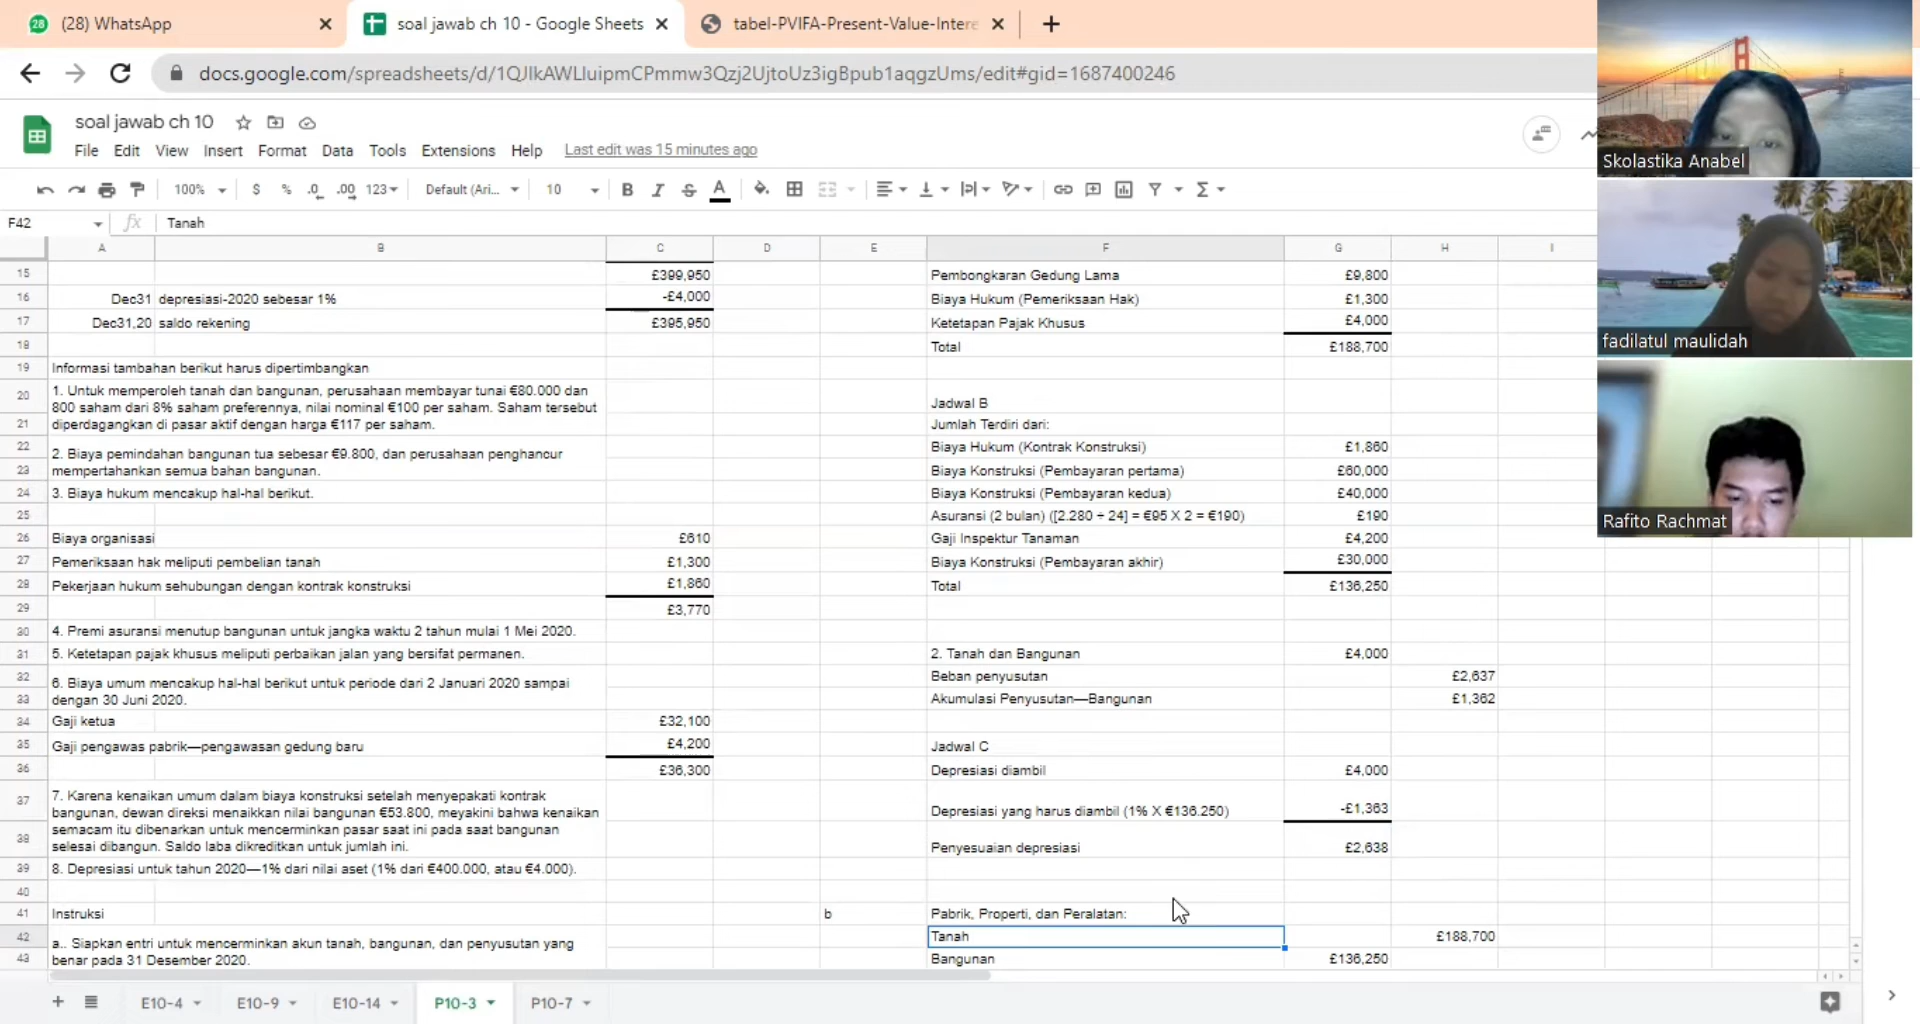 (28) WhatsApp
soal jawab ch 10 - Google Sheets
tabel-PVIFA-Present-Value-Intere
docs.google.com/spreadsheets/d/1QJIkAWLIuipmCPmmw3Qzj2UjtoUz3igBpub1aqgzUms/edit#gid=1687400246
soal jawab ch 10
File Edit View Insert Format Data Tools Extensions Help Last edit was 15 minutes ago
100% $ % .0 .00 123 Default (Ari... 10 B I S A
F42 fx Tanah
A B C D E F G H I
15 £399,950 Pembongkaran Gedung Lama £9,800
16 Dec31 depresiasi-2020 sebesar 1% -£4,000 Biaya Hukum (Pemeriksaan Hak) £1,300
17 Dec31,20 saldo rekening £395,950 Ketetapan Pajak Khusus £4,000
18 Total £188,700
19 Informasi tambahan berikut harus dipertimbangkan
20 1. Untuk memperoleh tanah dan bangunan, perusahaan membayar tunai €80.000 dan
800 saham dari 8% saham preferennya, nilai nominal €100 per saham. Saham tersebut Jadwal B
21 diperdagangkan di pasar aktif dengan harga €117 per saham. Jumlah Terdiri dari:
22 2. Biaya pemindahan bangunan tua sebesar €9.800, dan perusahaan penghancur Biaya Hukum (Kontrak Konstruksi) £1,860
23 mempertahankan semua bahan bangunan. Biaya Konstruksi (Pembayaran pertama) £60,000
24 3. Biaya hukum mencakup hal-hal berikut. Biaya Konstruksi (Pembayaran kedua) £40,000
25 Asuransi (2 bulan) ([2.280 ÷ 24] = €95 X 2 = €190) £190
26 Biaya organisasi £610 Gaji Inspektur Tanaman £4,200
27 Pemeriksaan hak meliputi pembelian tanah £1,300 Biaya Konstruksi (Pembayaran akhir) £30,000
28 Pekerjaan hukum sehubungan dengan kontrak konstruksi £1,860 Total £136,250
29 £3,770
30 4. Premi asuransi menutup bangunan untuk jangka waktu 2 tahun mulai 1 Mei 2020.
31 5. Ketetapan pajak khusus meliputi perbaikan jalan yang bersifat permanen. 2. Tanah dan Bangunan £4,000
32 6. Biaya umum mencakup hal-hal berikut untuk periode dari 2 Januari 2020 sampai Beban penyusutan £2,637
33 dengan 30 Juni 2020. Akumulasi Penyusutan—Bangunan £1,362
34 Gaji ketua £32,100
35 Gaji pengawas pabrik—pengawasan gedung baru £4,200 Jadwal C
36 £36,300 Depresiasi diambil £4,000
37 7. Karena kenaikan umum dalam biaya konstruksi setelah menyepakati kontrak
bangunan, dewan direksi menaikkan nilai bangunan €53.800, meyakini bahwa kenaikan Depresiasi yang harus diambil (1% X €136.250) -£1,363
38 semacam itu dibenarkan untuk mencerminkan pasar saat ini pada saat bangunan
selesai dibangun. Saldo laba dikreditkan untuk jumlah ini. Penyesuaian depresiasi £2,638
39 8. Depresiasi untuk tahun 2020—1% dari nilai aset (1% dari €400.000, atau €4.000).
40
41 Instruksi b Pabrik, Properti, dan Peralatan:
42 a.. Siapkan entri untuk mencerminkan akun tanah, bangunan, dan penyusutan yang Tanah £188,700
43 benar pada 31 Desember 2020. Bangunan £136,250
E10-4 E10-9 E10-14 P10-3 P10-7
Skolastika Anabel
fadilatul maulidah
Rafito Rachmat